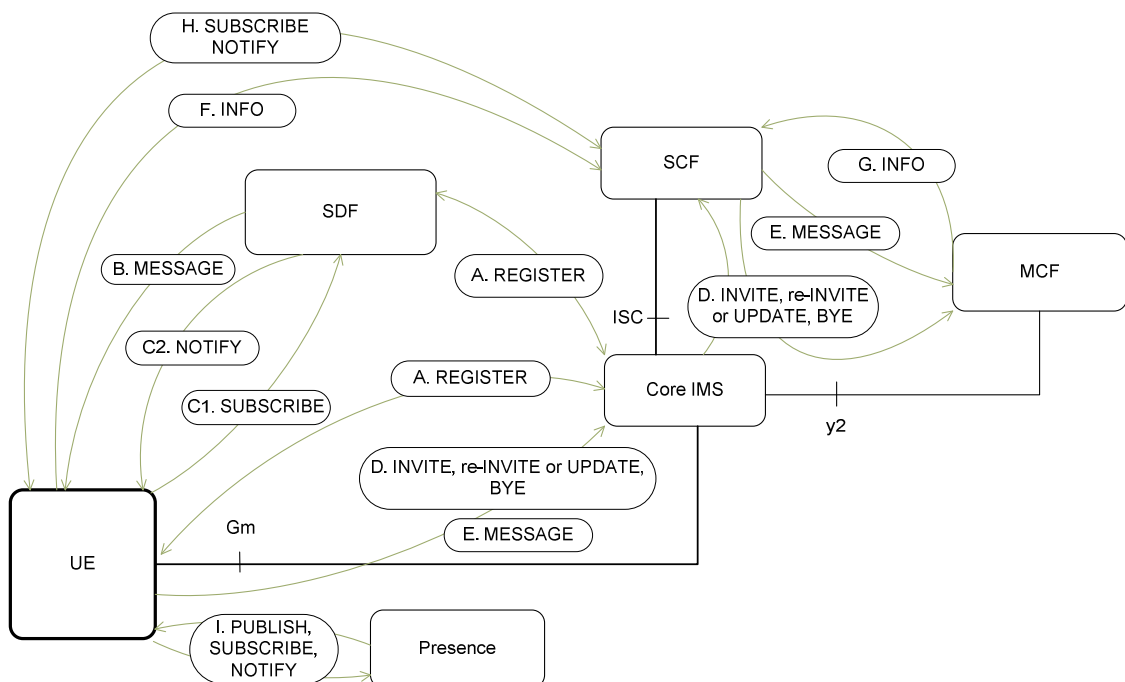 H. SUBSCRIBE
NOTIFY
F. INFO
SCF
G. INFO
SDF
E. MESSAGE
B. MESSAGE
A. REGISTER
MCF
D. INVITE, re-INVITE
or UPDATE, BYE
ISC
C2. NOTIFY
A. REGISTER
Core IMS
C1. SUBSCRIBE
y2
D. INVITE, re-INVITE or UPDATE,
BYE
Gm
E. MESSAGE
UE
I. PUBLISH,
SUBSCRIBE,
NOTIFY
Presence